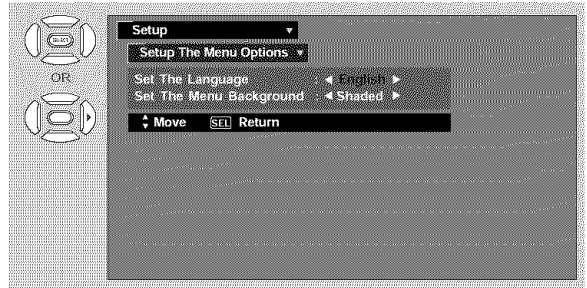 SELECT
OR
Setup
Setup The Menu Options
Set The Language : English
Set The Menu Background : Shaded
Move SEL Return